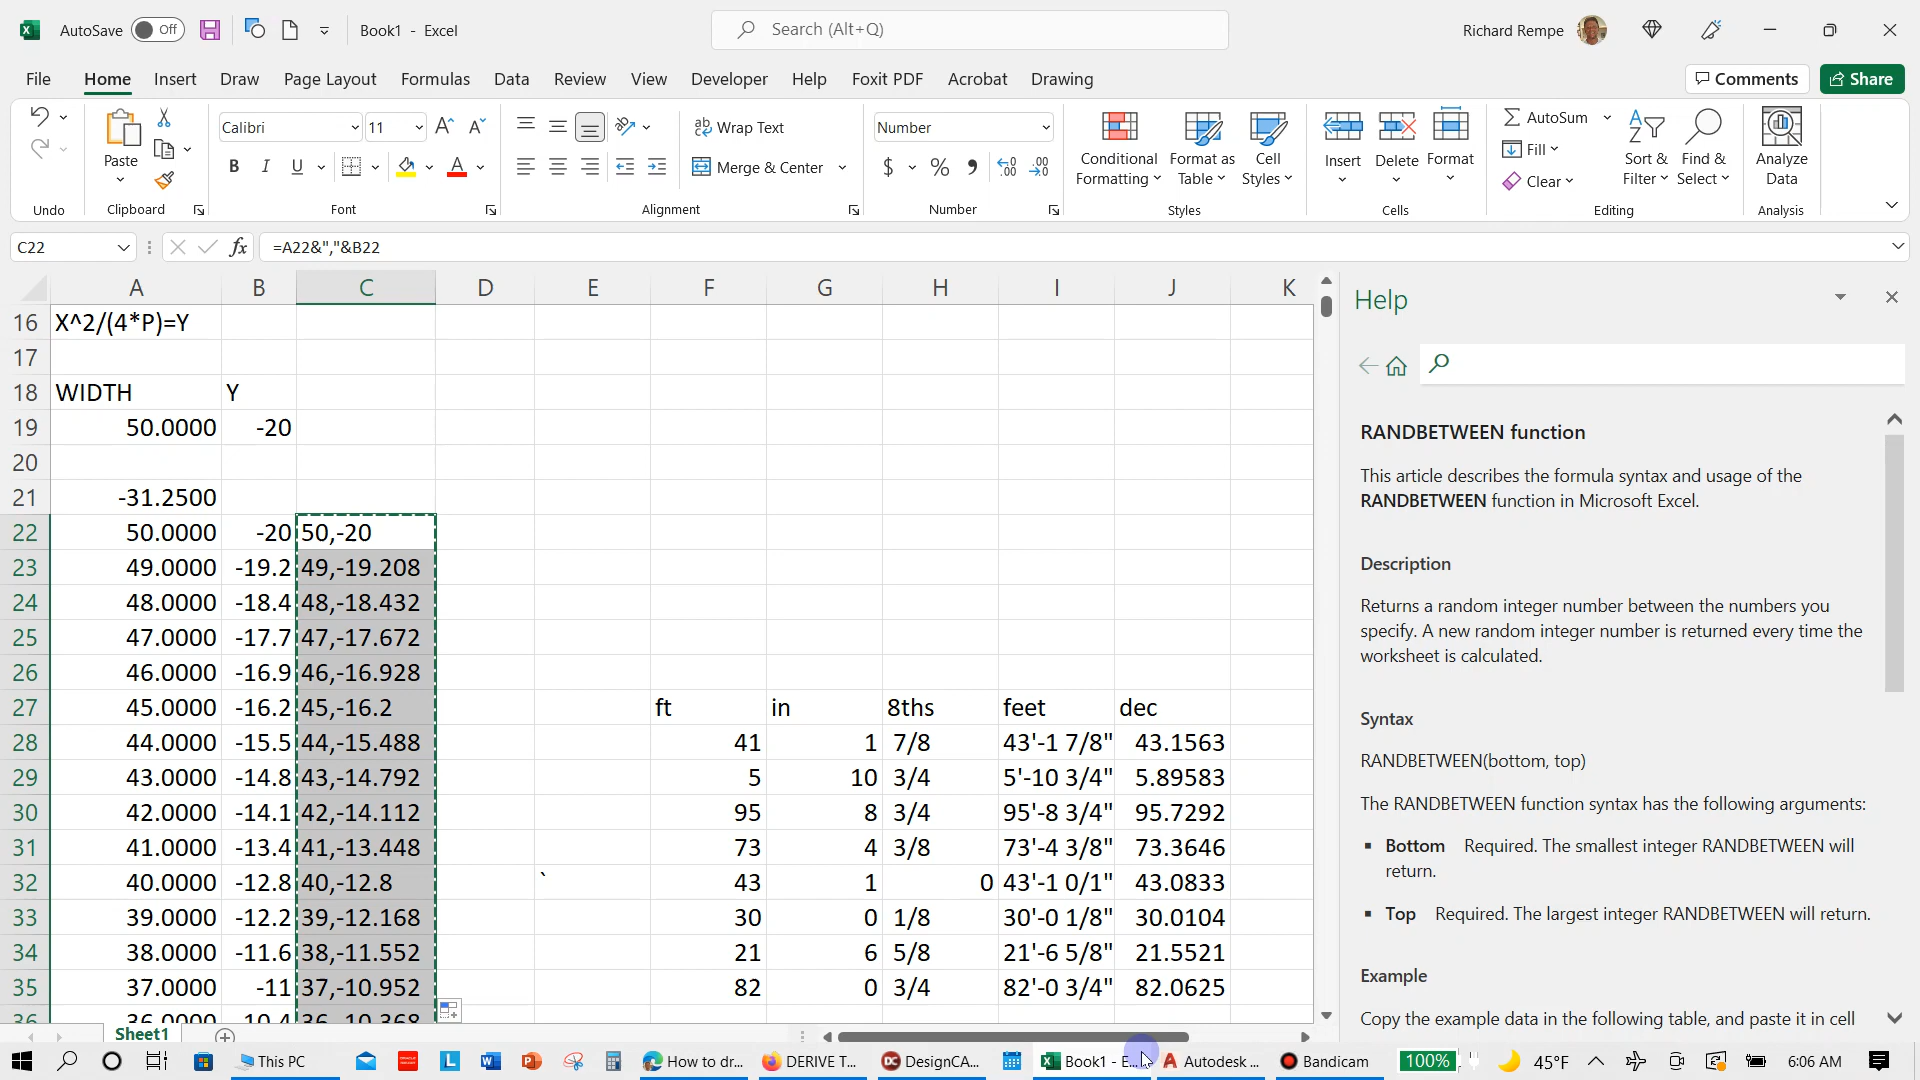 AutoSave Off Book1 - Excel Search (Alt+Q) Richard Rempe
File Home Insert Draw Page Layout Formulas Data Review View Developer Help Foxit PDF Acrobat Drawing Comments Share
Calibri 11 Wrap Text Number AutoSum
Paste Merge & Center Conditional Formatting Format as Table Cell Styles Insert Delete Format Fill Clear Sort & Filter Find & Select Analyze Data
Undo Clipboard Font Alignment Number Styles Cells Editing Analysis
C22 fx =A22&","&B22
A B C D E F G H I J K
16 X^2/(4*P)=Y
17
18 WIDTH Y
19 50.0000 -20
20
21 -31.2500
22 50.0000 -20 50,-20
23 49.0000 -19.2 49,-19.208
24 48.0000 -18.4 48,-18.432
25 47.0000 -17.7 47,-17.672
26 46.0000 -16.9 46,-16.928
27 45.0000 -16.2 45,-16.2 ft in 8ths feet dec
28 44.0000 -15.5 44,-15.488 41 1 7/8 43'-1 7/8" 43.1563
29 43.0000 -14.8 43,-14.792 5 10 3/4 5'-10 3/4" 5.89583
30 42.0000 -14.1 42,-14.112 95 8 3/4 95'-8 3/4" 95.7292
31 41.0000 -13.4 41,-13.448 73 4 3/8 73'-4 3/8" 73.3646
32 40.0000 -12.8 40,-12.8 ` 43 1 0 43'-1 0/1" 43.0833
33 39.0000 -12.2 39,-12.168 30 0 1/8 30'-0 1/8" 30.0104
34 38.0000 -11.6 38,-11.552 21 6 5/8 21'-6 5/8" 21.5521
35 37.0000 -11 37,-10.952 82 0 3/4 82'-0 3/4" 82.0625
36 36.0000 -10.4 36,-10.368
Sheet1
Help
RANDBETWEEN function
This article describes the formula syntax and usage of the
RANDBETWEEN function in Microsoft Excel.
Description
Returns a random integer number between the numbers you
specify. A new random integer number is returned every time the
worksheet is calculated.
Syntax
RANDBETWEEN(bottom, top)
The RANDBETWEEN function syntax has the following arguments:
Bottom Required. The smallest integer RANDBETWEEN will
return.
Top Required. The largest integer RANDBETWEEN will return.
Example
Copy the example data in the following table, and paste it in cell
This PC How to dr... DERIVE T... DesignCA... Book1 - E... Autodesk ... Bandicam 100% 45°F 6:06 AM